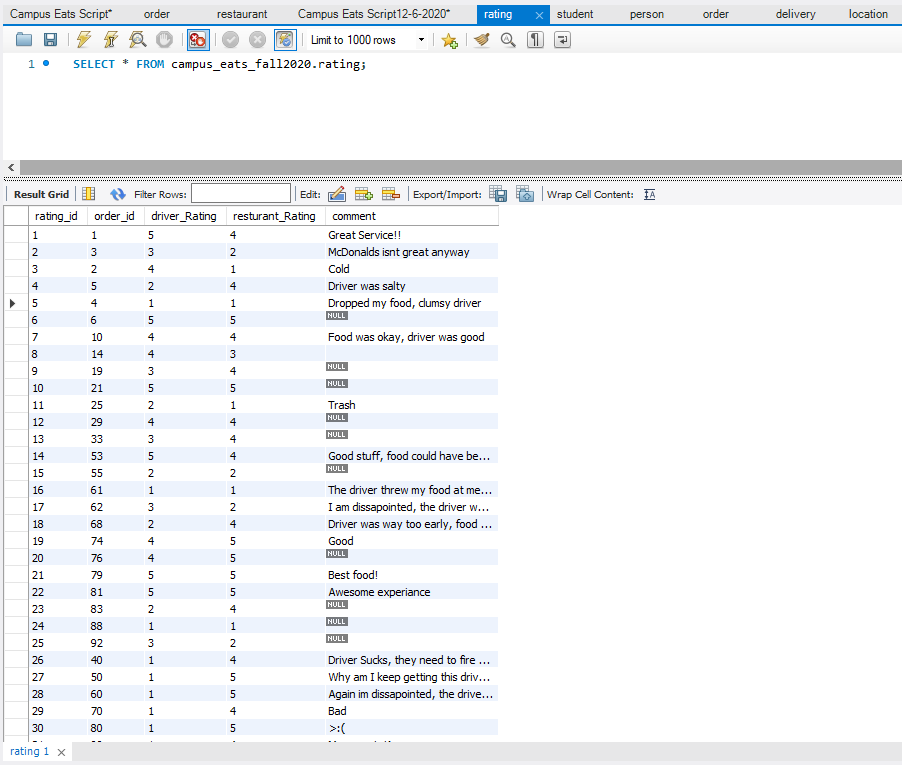 Campus Eats Script* order restaurant Campus Eats Script12-6-2020* rating student person order delivery location
Limit to 1000 rows
1 SELECT * FROM campus_eats_fall2020.rating;
Result Grid Filter Rows: Edit: Export/Import: Wrap Cell Content:
rating_id order_id driver_Rating resturant_Rating comment
1 1 5 4 Great Service!!
2 3 3 2 McDonalds isnt great anyway
3 2 4 1 Cold
4 5 2 4 Driver was salty
5 4 1 1 Dropped my food, clumsy driver
6 6 5 5 NULL
7 10 4 4 Food was okay, driver was good
8 14 4 3
9 19 3 4 NULL
10 21 5 5 NULL
11 25 2 1 Trash
12 29 4 4 NULL
13 33 3 4 NULL
14 53 5 4 Good stuff, food could have be...
15 55 2 2 NULL
16 61 1 1 The driver threw my food at me...
17 62 3 2 I am dissapointed, the driver w...
18 68 2 4 Driver was way too early, food ...
19 74 4 5 Good
20 76 4 5 NULL
21 79 5 5 Best food!
22 81 5 5 Awesome experiance
23 83 2 4 NULL
24 88 1 1 NULL
25 92 3 2 NULL
26 40 1 4 Driver Sucks, they need to fire ...
27 50 1 5 Why am I keep getting this driv...
28 60 1 5 Again im dissapointed, the drive...
29 70 1 4 Bad
30 80 1 5 >:(
rating 1